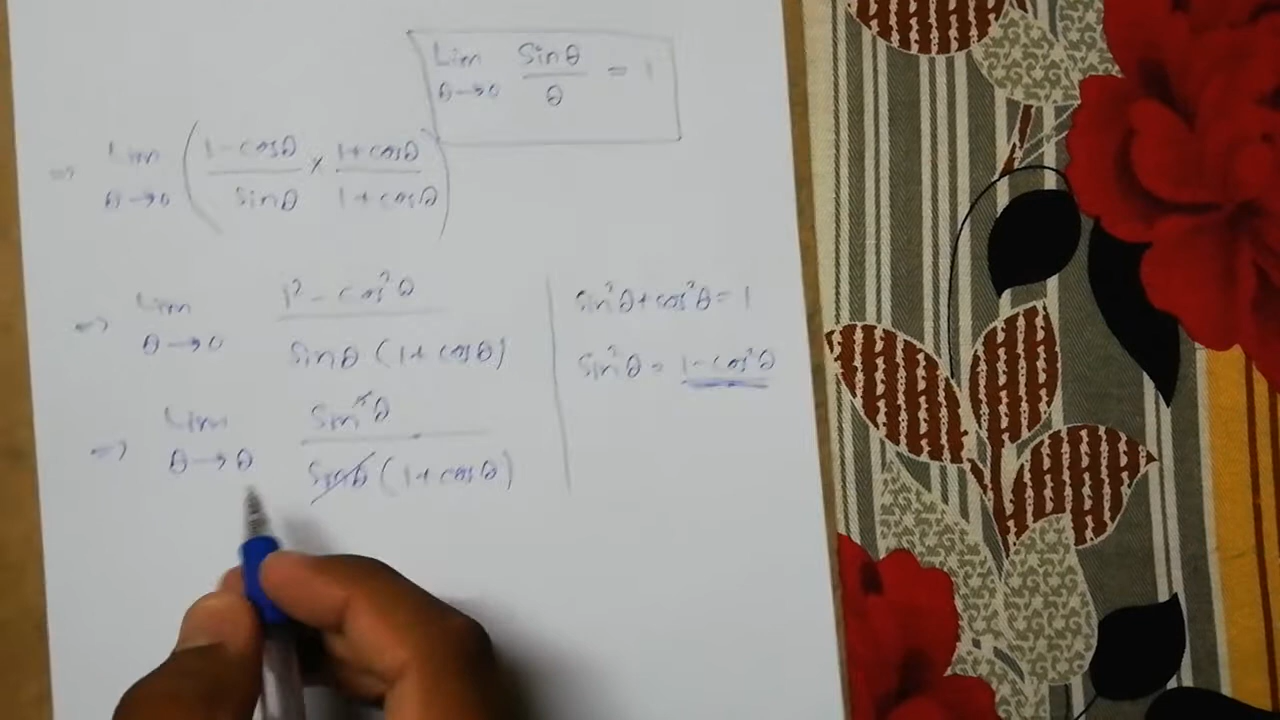 Lim θ→0 sinθ/θ = 1
⇒ Lim θ→0 ( 1-cosθ/sinθ × 1+cosθ/1+cosθ )
⇒ Lim θ→0 1²-cos²θ / sinθ (1+cosθ)
sin²θ+cos²θ=1
sin²θ = 1-cos²θ
⇒ Lim θ→θ sin²θ / sinθ (1+cosθ)